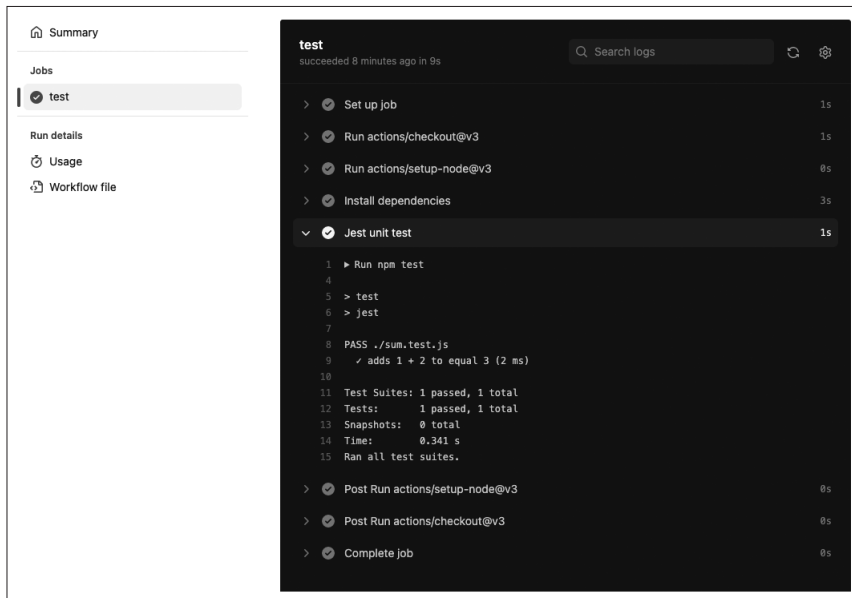 Summary
Jobs
test
Run details
Usage
Workflow file
test
succeeded 8 minutes ago in 9s
Search logs
Set up job 1s
Run actions/checkout@v3 1s
Run actions/setup-node@v3 0s
Install dependencies 3s
Jest unit test 1s
1 ▶ Run npm test
4
5 > test
6 > jest
7
8 PASS ./sum.test.js
9 ✓ adds 1 + 2 to equal 3 (2 ms)
10
11 Test Suites: 1 passed, 1 total
12 Tests: 1 passed, 1 total
13 Snapshots: 0 total
14 Time: 0.341 s
15 Ran all test suites.
Post Run actions/setup-node@v3 0s
Post Run actions/checkout@v3 0s
Complete job 0s